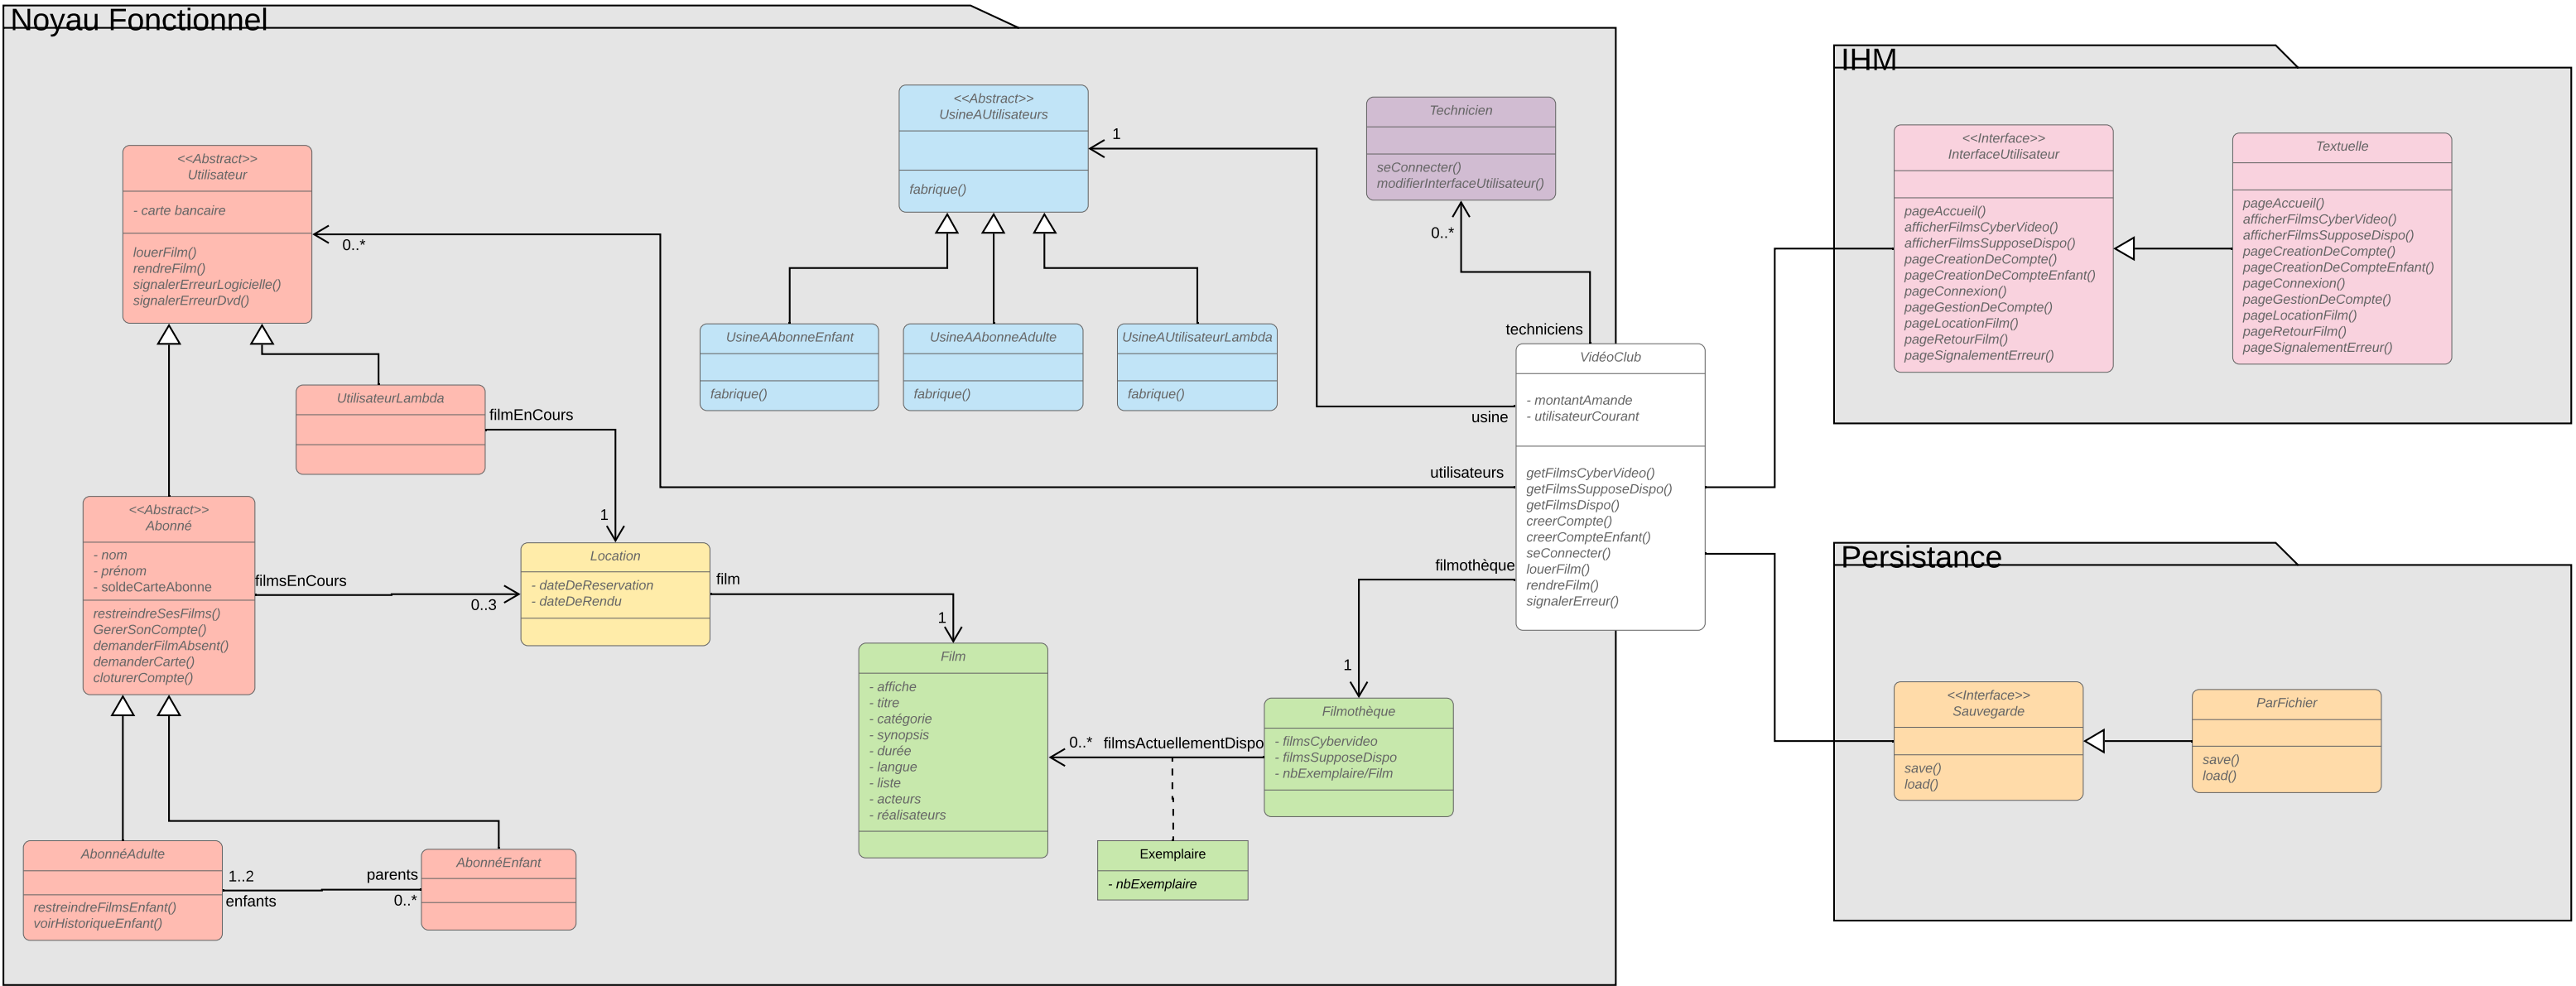 Noyau Fonctionnel
<<Abstract>>
Utilisateur
- carte bancaire
louerFilm()
rendreFilm()
signalerErreurLogicielle()
signalerErreurDvd()
0..*
UtilisateurLambda
filmEnCours
1
<<Abstract>>
Abonné
- nom
- prénom
- soldeCarteAbonne
restreindreSesFilms()
GererSonCompte()
demanderFilmAbsent()
demanderCarte()
cloturerCompte()
filmsEnCours
0..3
AbonnéAdulte
restreindreFilmsEnfant()
voirHistoriqueEnfant()
1..2
enfants
parents
0..*
AbonnéEnfant
Location
- dateDeReservation
- dateDeRendu
film
1
<<Abstract>>
UsineAUtilisateurs
fabrique()
1
UsineAAbonneEnfant
fabrique()
UsineAAbonneAdulte
fabrique()
UsineAUtilisateurLambda
fabrique()
Technicien
seConnecter()
modifierInterfaceUtilisateur()
0..*
techniciens
usine
utilisateurs
filmothèque
1
VidéoClub
- montantAmande
- utilisateurCourant
getFilmsCyberVideo()
getFilmsSupposeDispo()
getFilmsDispo()
creerCompte()
creerCompteEnfant()
seConnecter()
louerFilm()
rendreFilm()
signalerErreur()
Film
- affiche
- titre
- catégorie
- synopsis
- durée
- langue
- liste
- acteurs
- réalisateurs
0..*
filmsActuellementDispo
Filmothèque
- filmsCybervideo
- filmsSupposeDispo
- nbExemplaire/Film
Exemplaire
- nbExemplaire
IHM
<<Interface>>
InterfaceUtilisateur
pageAccueil()
afficherFilmsCyberVideo()
afficherFilmsSupposeDispo()
pageCreationDeCompte()
pageCreationDeCompteEnfant()
pageConnexion()
pageGestionDeCompte()
pageLocationFilm()
pageRetourFilm()
pageSignalementErreur()
Textuelle
pageAccueil()
afficherFilmsCyberVideo()
afficherFilmsSupposeDispo()
pageCreationDeCompte()
pageCreationDeCompteEnfant()
pageConnexion()
pageGestionDeCompte()
pageLocationFilm()
pageRetourFilm()
pageSignalementErreur()
Persistance
<<Interface>>
Sauvegarde
save()
load()
ParFichier
save()
load()